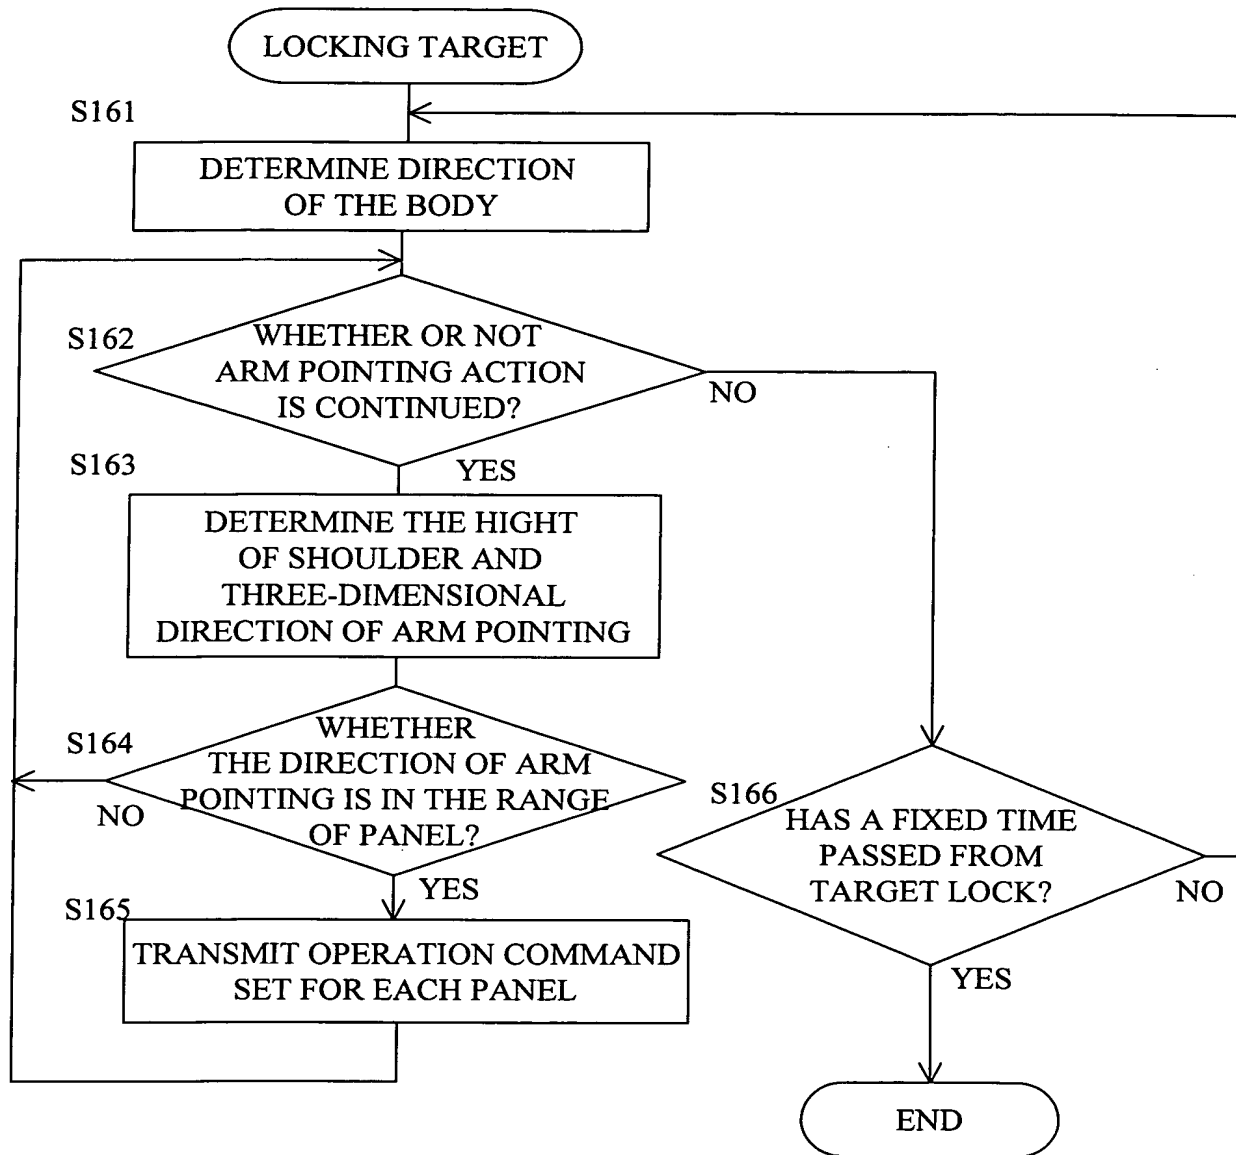 LOCKING TARGET
S161
DETERMINE DIRECTION
OF THE BODY
S162
WHETHER OR NOT
ARM POINTING ACTION
IS CONTINUED?
NO
YES
S163
DETERMINE THE HIGHT
OF SHOULDER AND
THREE-DIMENSIONAL
DIRECTION OF ARM POINTING
S164
WHETHER
THE DIRECTION OF ARM
POINTING IS IN THE RANGE
OF PANEL?
NO
YES
S165
TRANSMIT OPERATION COMMAND
SET FOR EACH PANEL
S166
HAS A FIXED TIME
PASSED FROM
TARGET LOCK?
NO
YES
END